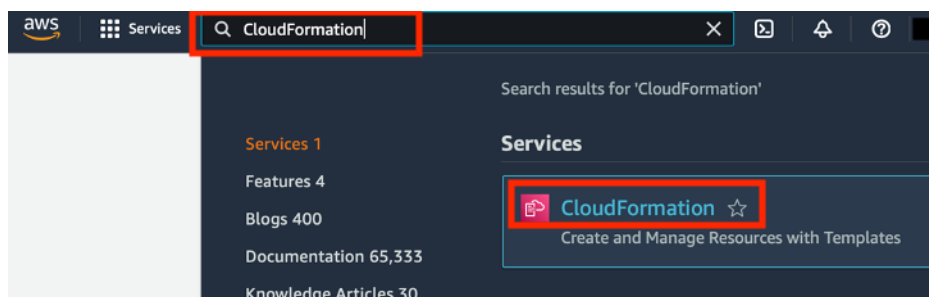 aws
Services
CloudFormation
Search results for 'CloudFormation'
Services 1
Features 4
Blogs 400
Documentation 65,333
Knowledge Articles 30
Services
CloudFormation
Create and Manage Resources with Templates